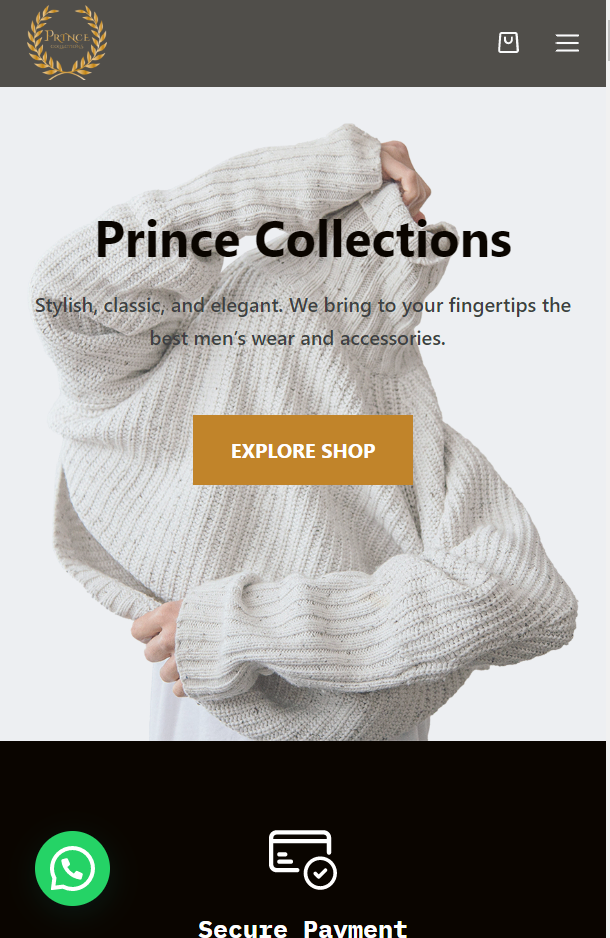 PRINCE
Prince Collections
Stylish, classic, and elegant. We bring to your fingertips the
best men's wear and accessories.
EXPLORE SHOP
Secure Payment